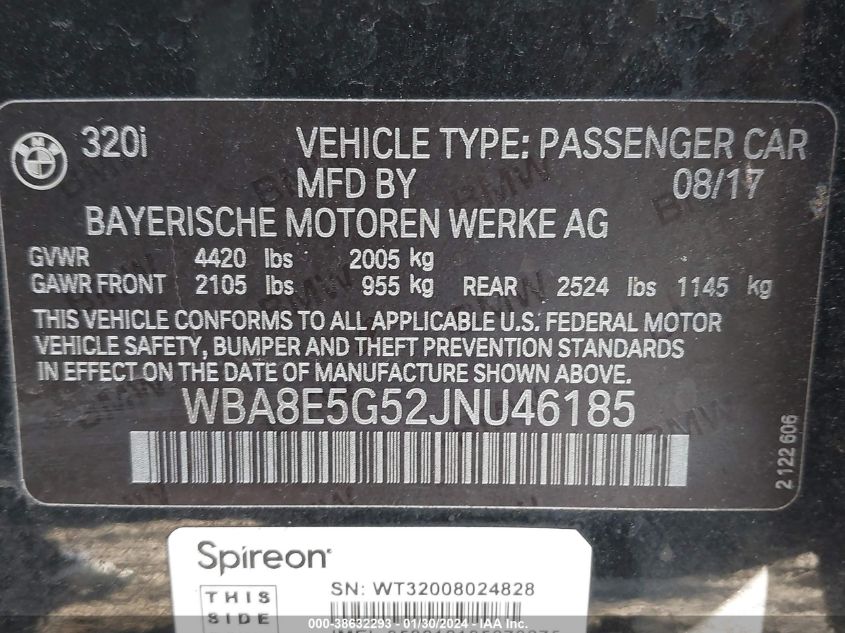 BMW 320i VEHICLE TYPE: PASSENGER CAR
MFD BY 08/17
BAYERISCHE MOTOREN WERKE AG
GVWR 4420 lbs 2005 kg
GAWR FRONT 2105 lbs 955 kg REAR 2524 lbs 1145 kg
THIS VEHICLE CONFORMS TO ALL APPLICABLE U.S. FEDERAL MOTOR
VEHICLE SAFETY, BUMPER AND THEFT PREVENTION STANDARDS
IN EFFECT ON THE DATE OF MANUFACTURE SHOWN ABOVE.
WBA8E5G52JNU46185
2 122 606
Spireon
SN: WT32008024828
THIS
SIDE
000-38632293 - 01/30/2024 - IAA Inc.